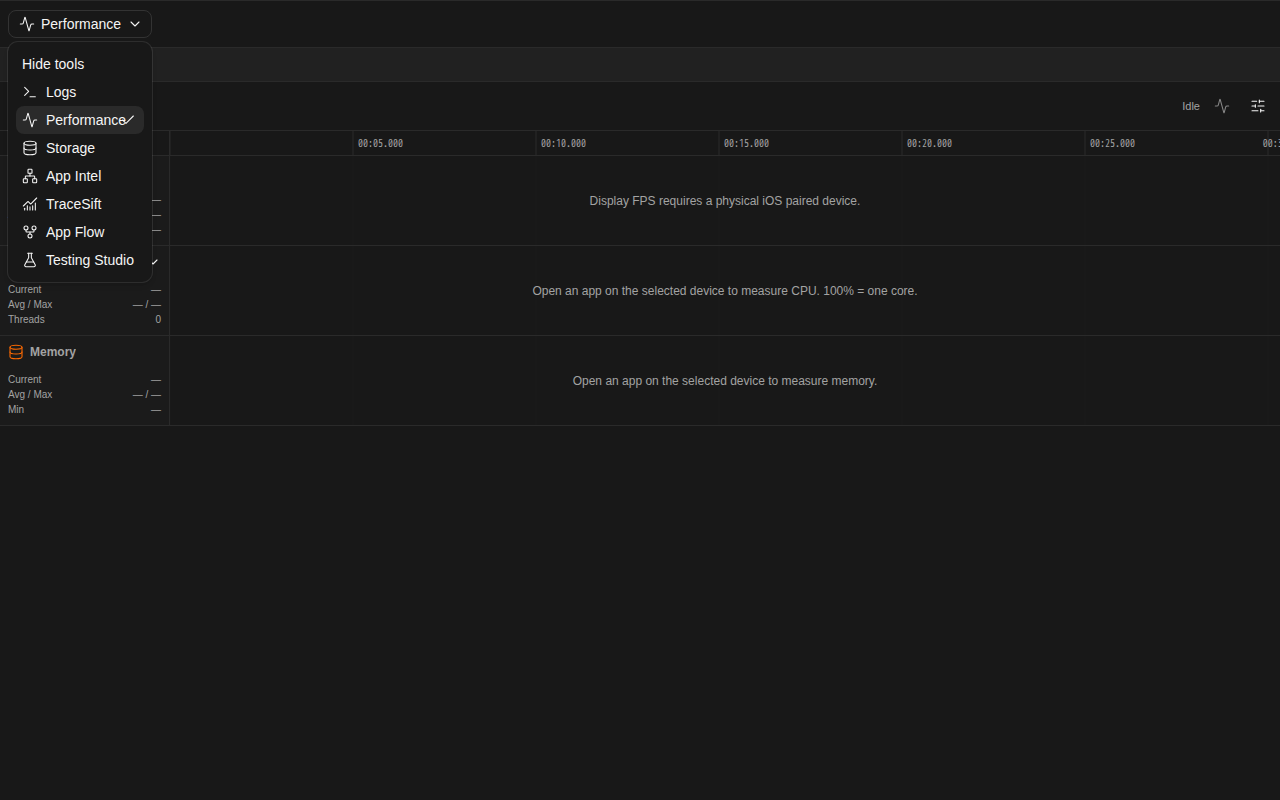 Performance
Hide tools
Logs
Performance
Storage
App Intel
TraceSift
App Flow
Testing Studio
Idle
00:05.000
00:10.000
00:15.000
00:20.000
00:25.000
00:3
—
—
—
Display FPS requires a physical iOS paired device.
Current —
Avg / Max — / —
Threads 0
Open an app on the selected device to measure CPU. 100% = one core.
Memory
Current —
Avg / Max — / —
Min —
Open an app on the selected device to measure memory.